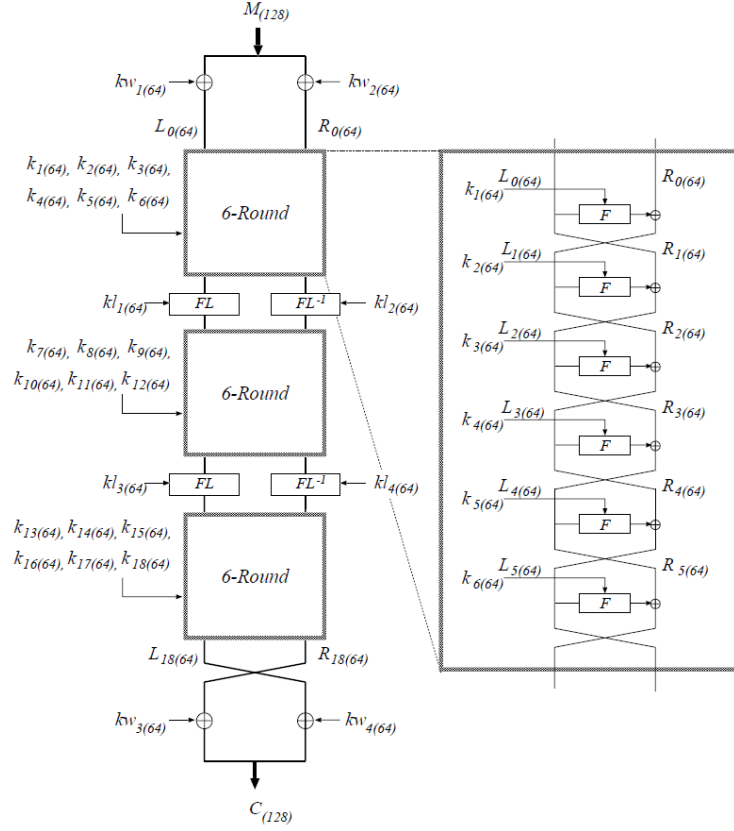 M(128)
kw1(64)
kw2(64)
L0(64)
R0(64)
k1(64), k2(64), k3(64),
k4(64), k5(64), k6(64)
6-Round
kl1(64)
FL
FL-1
kl2(64)
k7(64), k8(64), k9(64),
k10(64), k11(64), k12(64)
6-Round
kl3(64)
FL
FL-1
kl4(64)
k13(64), k14(64), k15(64),
k16(64), k17(64), k18(64)
6-Round
L18(64)
R18(64)
kw3(64)
kw4(64)
C(128)
L0(64)
R0(64)
k1(64)
F
L1(64)
R1(64)
k2(64)
F
L2(64)
R2(64)
k3(64)
F
L3(64)
R3(64)
k4(64)
F
L4(64)
R4(64)
k5(64)
F
L5(64)
R5(64)
k6(64)
F